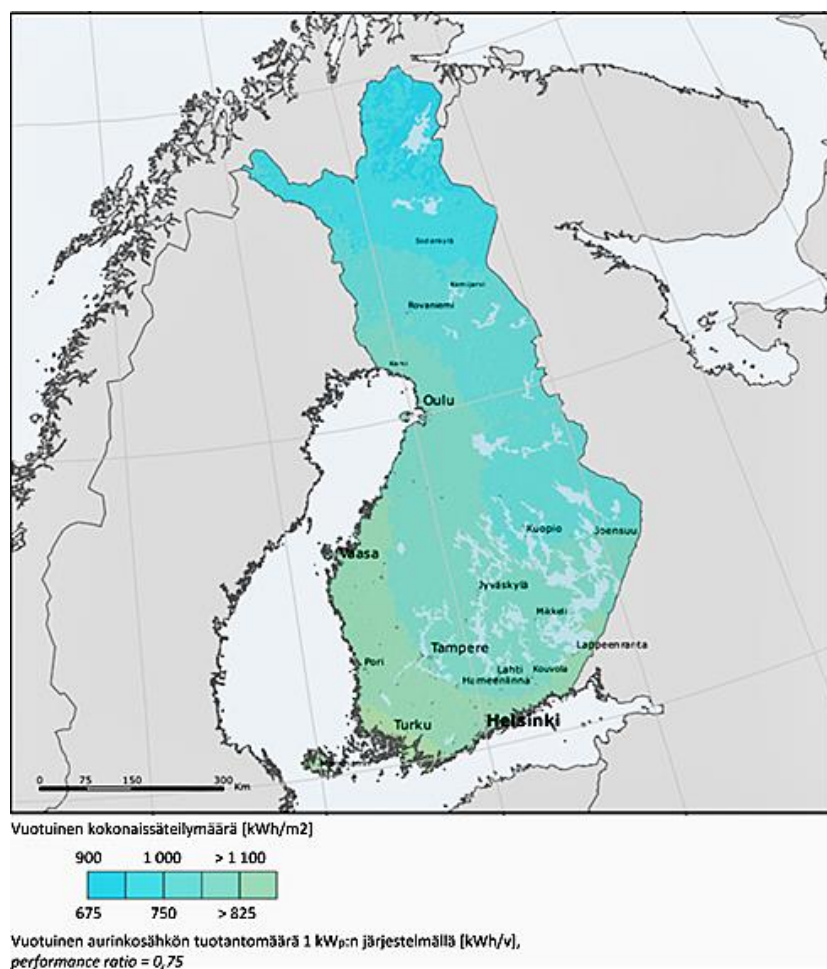 Sodankylä
Kemijarvi
Rovaniemi
Kemi
Oulu
Kuopio
Joensuu
Vaasa
Jyväskylä
Mikkeli
Tampere
Lappeenranta
Pori
Lahti
Kouvola
Hämeenlinna
Turku
Helsinki
0 75 150 300
Km
Vuotuinen kokonaissäteilymäärä [kWh/m2]
900 1 000 > 1 100
675 750 > 825
Vuotuinen aurinkosähkön tuotantomäärä 1 kWp:n järjestelmällä [kWh/v],
performance ratio = 0,75